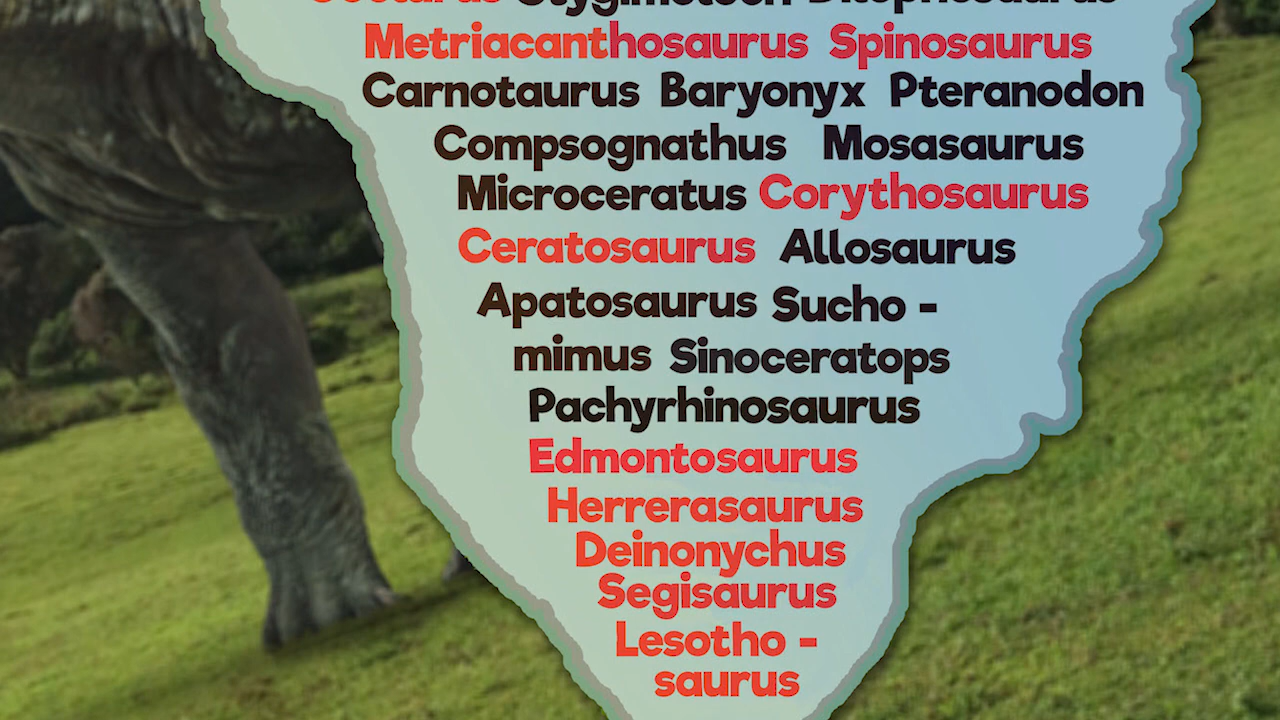 Metriacanthosaurus Spinosaurus
Carnotaurus Baryonyx Pteranodon
Compsognathus Mosasaurus
Microceratus Corythosaurus
Ceratosaurus Allosaurus
Apatosaurus Sucho -
mimus Sinoceratops
Pachyrhinosaurus
Edmontosaurus
Herrerasaurus
Deinonychus
Segisaurus
Lesotho -
saurus